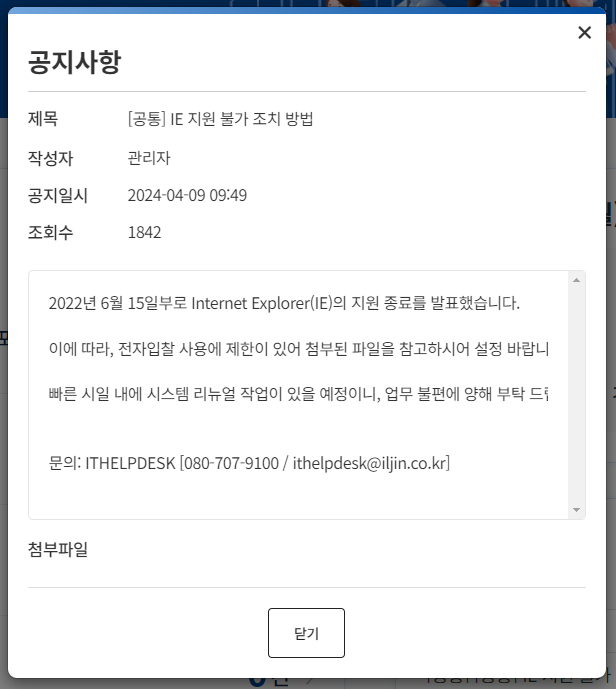 공지사항
제목 [공통] IE 지원 불가 조치 방법
작성자 관리자
공지일시 2024-04-09 09:49
조회수 1842
2022년 6월 15일부로 Internet Explorer(IE)의 지원 종료를 발표했습니다.
이에 따라, 전자입찰 사용에 제한이 있어 첨부된 파일을 참고하시어 설정 바랍니
빠른 시일 내에 시스템 리뉴얼 작업이 있을 예정이니, 업무 불편에 양해 부탁
문의: ITHELPDESK [080-707-9100 / ithelpdesk@iljin.co.kr]
첨부파일
닫기